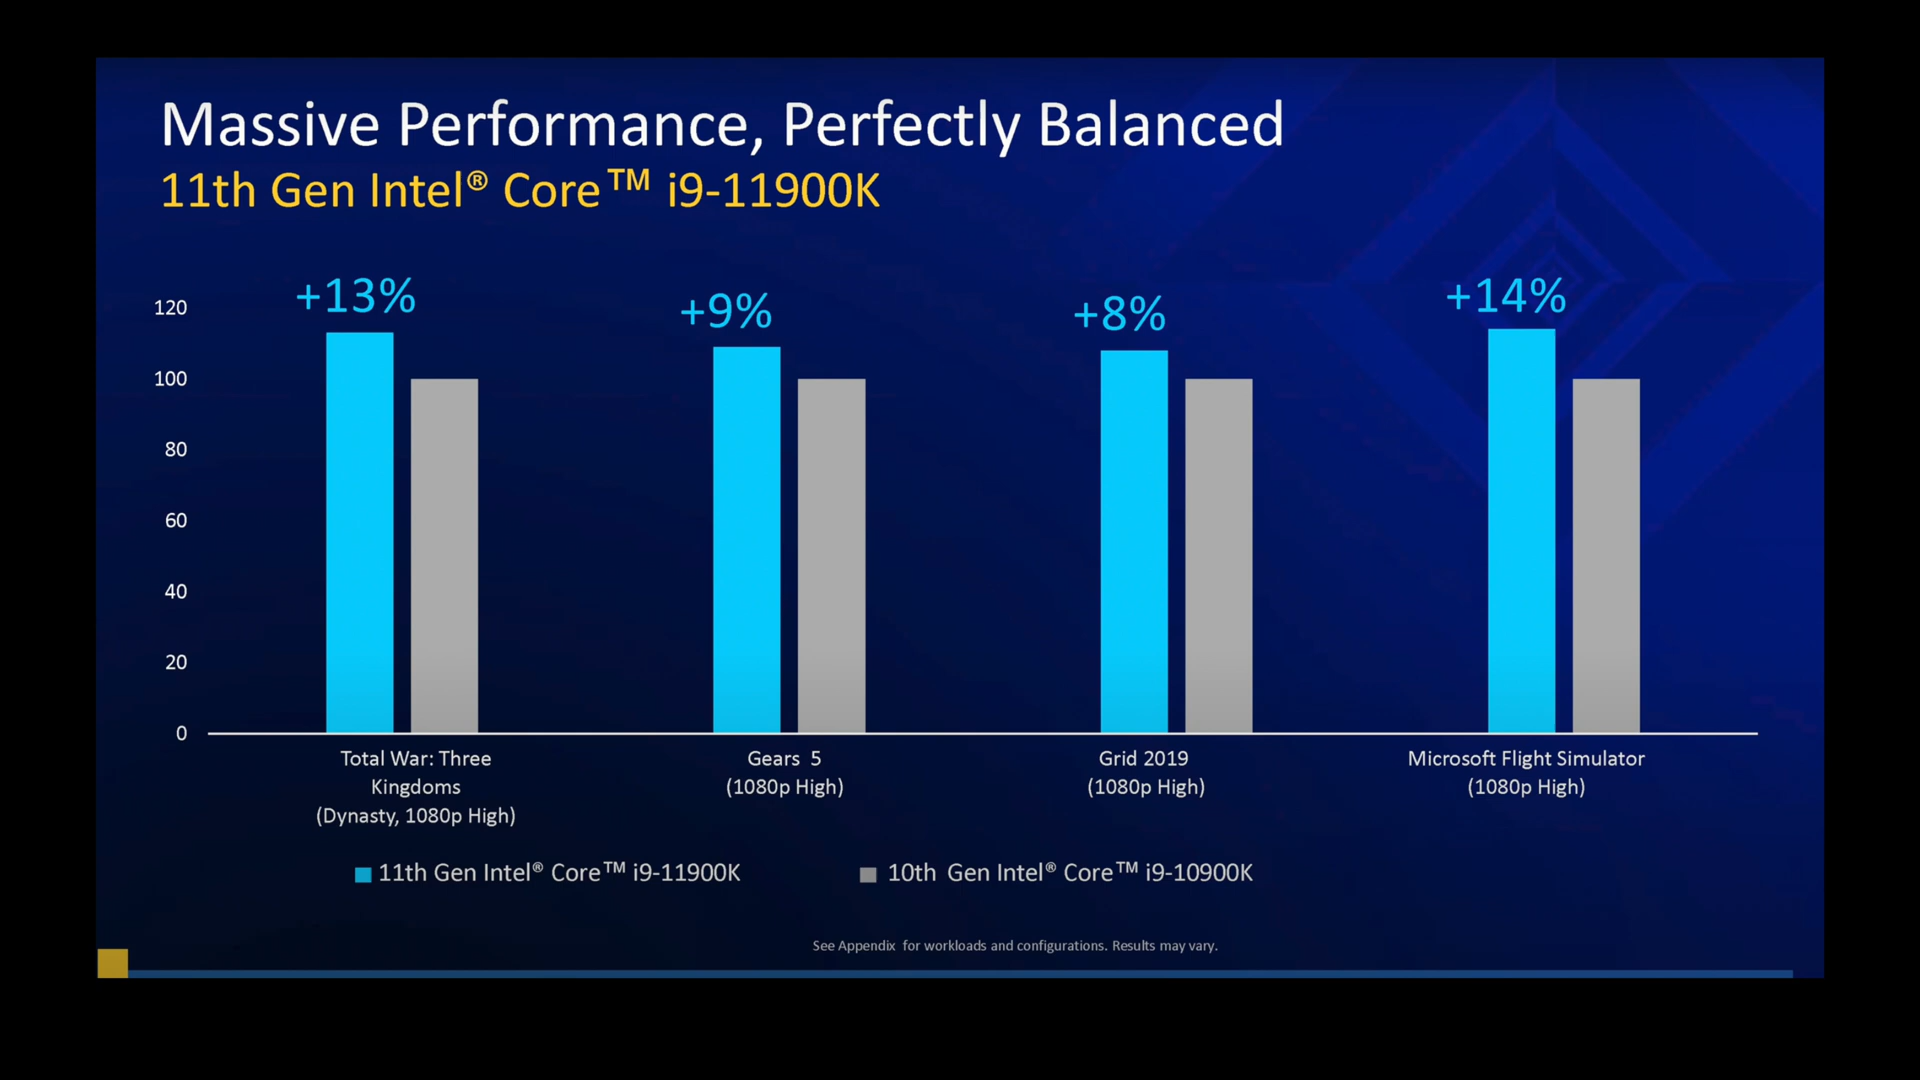 Massive Performance, Perfectly Balanced
11th Gen Intel® Core™ i9-11900K
+13%
+9%
+8%
+14%
120
100
80
60
40
20
0
Total War: Three
Kingdoms
(Dynasty, 1080p High)
Gears 5
(1080p High)
Grid 2019
(1080p High)
Microsoft Flight Simulator
(1080p High)
11th Gen Intel® Core™ i9-11900K
10th Gen Intel® Core™ i9-10900K
See Appendix for workloads and configurations. Results may vary.